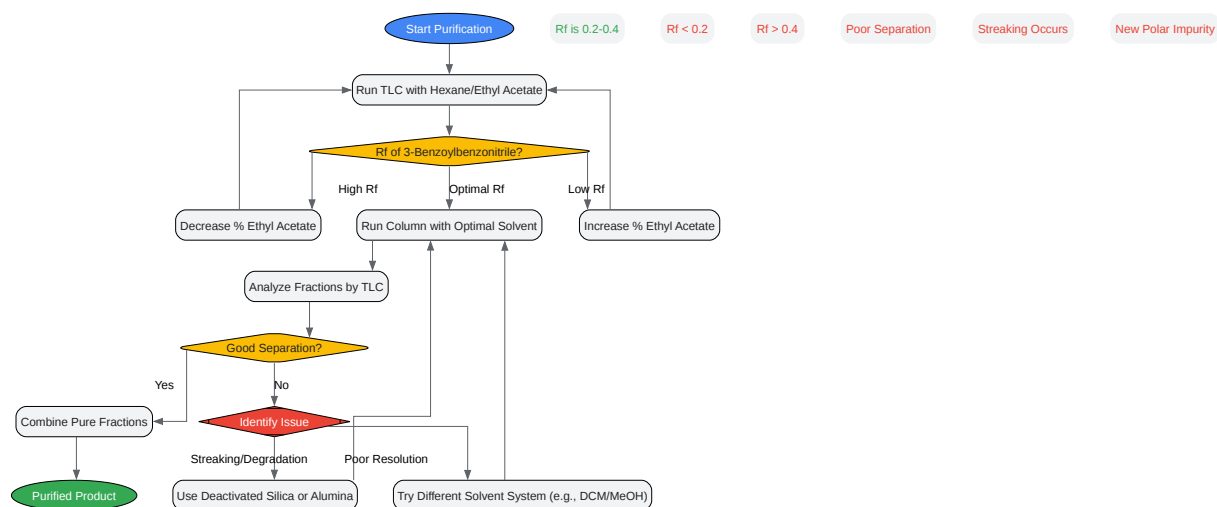 Start Purification
Rf is 0.2-0.4
Rf < 0.2
Rf > 0.4
Poor Separation
Streaking Occurs
New Polar Impurity
Run TLC with Hexane/Ethyl Acetate
Rf of 3-Benzoylbenzonitrile?
High Rf
Optimal Rf
Low Rf
Decrease % Ethyl Acetate
Run Column with Optimal Solvent
Increase % Ethyl Acetate
Analyze Fractions by TLC
Good Separation?
Yes
No
Combine Pure Fractions
Identify Issue
Streaking/Degradation
Poor Resolution
Purified Product
Use Deactivated Silica or Alumina
Try Different Solvent System (e.g., DCM/MeOH)